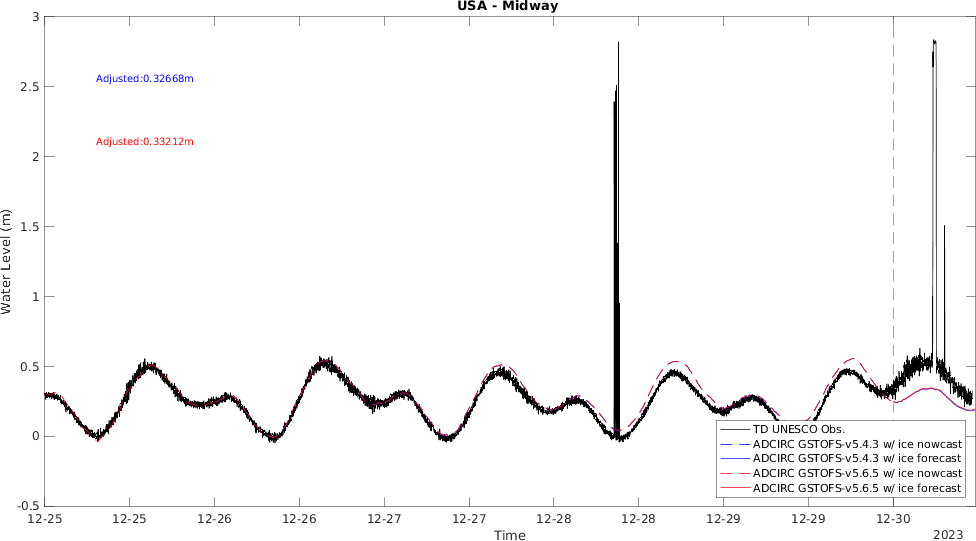 USA - Midway
Adjusted:0.32668m
Adjusted:0.33212m
Water Level (m)
3
2.5
2
1.5
1
0.5
0
-0.5
12-25
12-25
12-26
12-26
12-27
12-27
12-28
12-28
12-29
12-29
12-30
Time
2023
TD UNESCO Obs.
ADCIRC GSTOFS-v5.4.3 w/ ice nowcast
ADCIRC GSTOFS-v5.4.3 w/ ice forecast
ADCIRC GSTOFS-v5.6.5 w/ ice nowcast
ADCIRC GSTOFS-v5.6.5 w/ ice forecast